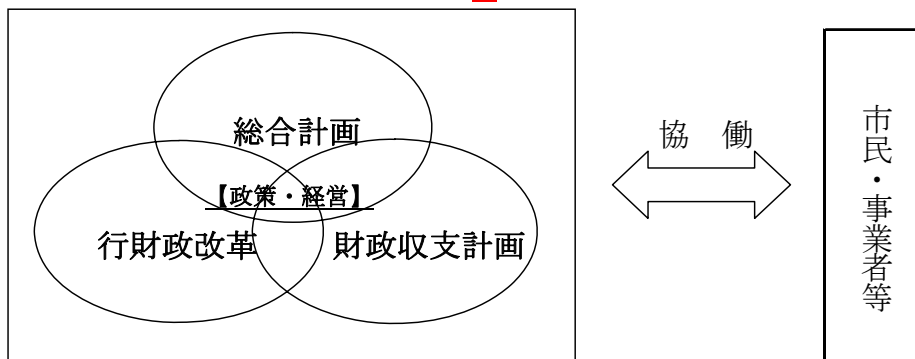 総合計画
【政策・経営】
行財政改革
財政収支計画
協 働
市民・事業者等